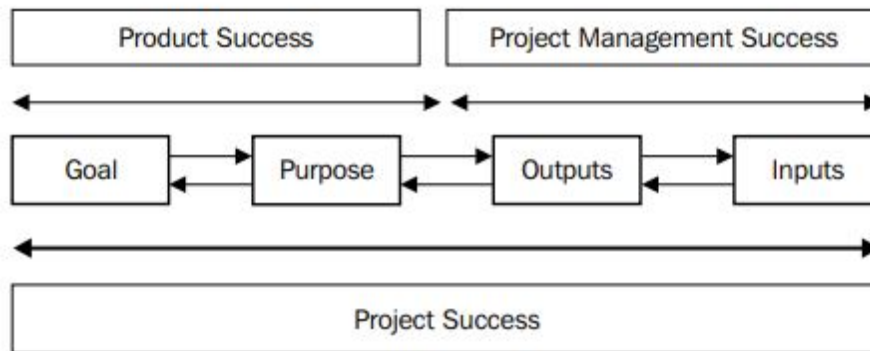 Product Success
Project Management Success
Goal
Purpose
Outputs
Inputs
Project Success